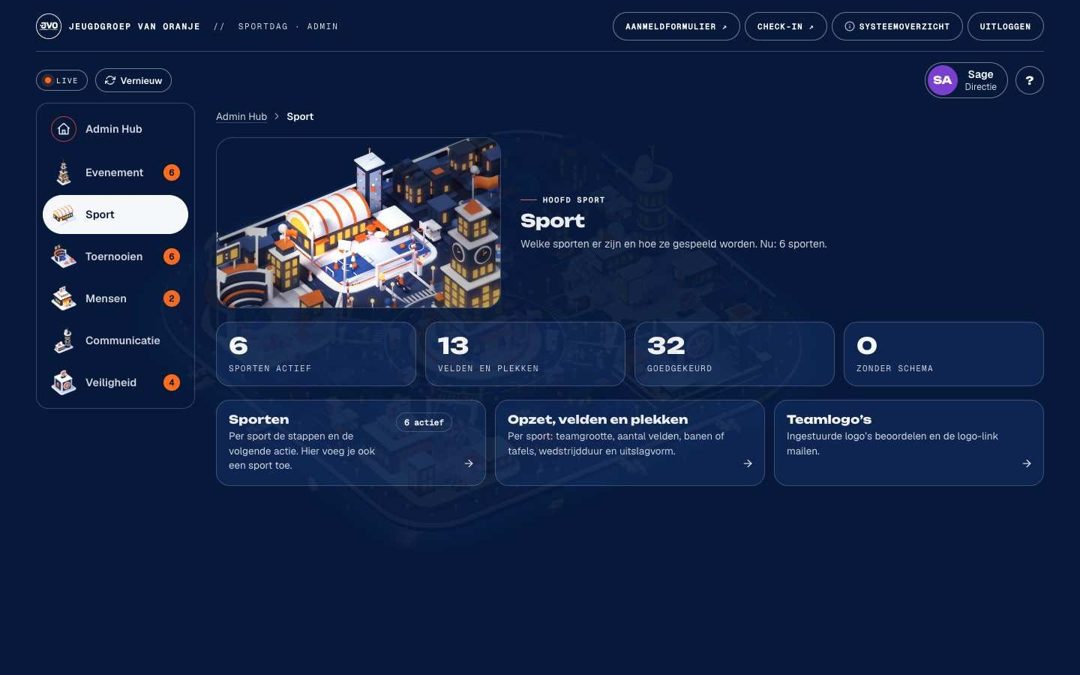 JVO JEUGDGROEP VAN ORANJE // SPORTDAG · ADMIN
AANMELDFORMULIER ↗
CHECK-IN ↗
SYSTEEMOVERZICHT
UITLOGGEN
LIVE
Vernieuw
SA
Sage
Directie
?
Admin Hub
Evenement 6
Sport
Toernooien 6
Mensen 2
Communicatie
Veiligheid 4
Admin Hub > Sport
HOOFD SPORT
Sport
Welke sporten er zijn en hoe ze gespeeld worden. Nu: 6 sporten.
6
SPORTEN ACTIEF
13
VELDEN EN PLEKKEN
32
GOEDGEKEURD
0
ZONDER SCHEMA
Sporten
6 actief
Per sport de stappen en de
volgende actie. Hier voeg je ook
een sport toe.
→
Opzet, velden en plekken
Per sport: teamgrootte, aantal velden, banen of
tafels, wedstrijdduur en uitslagvorm.
→
Teamlogo’s
Ingestuurde logo’s beoordelen en de logo-link
mailen.
→